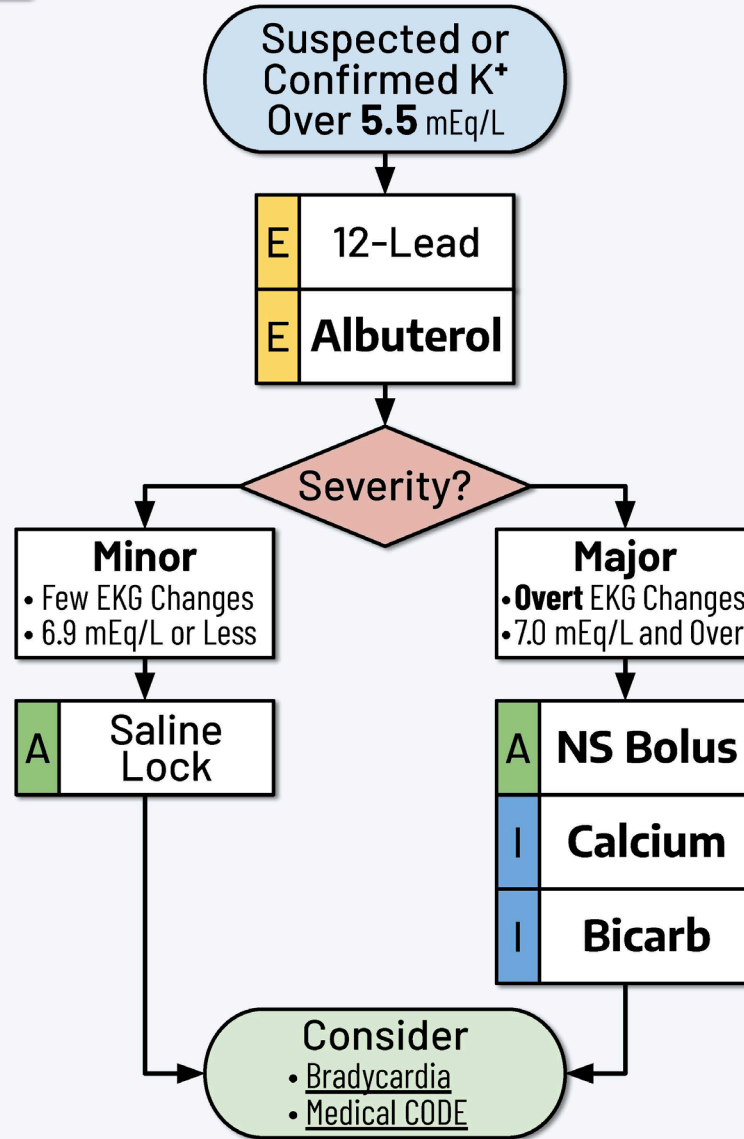 Suspected or
Confirmed K⁺
Over 5.5 mEq/L
E 12-Lead
E Albuterol
Severity?
Minor
• Few EKG Changes
• 6.9 mEq/L or Less
Major
• Overt EKG Changes
• 7.0 mEq/L and Over
A Saline
Lock
A NS Bolus
I Calcium
I Bicarb
Consider
• Bradycardia
• Medical CODE